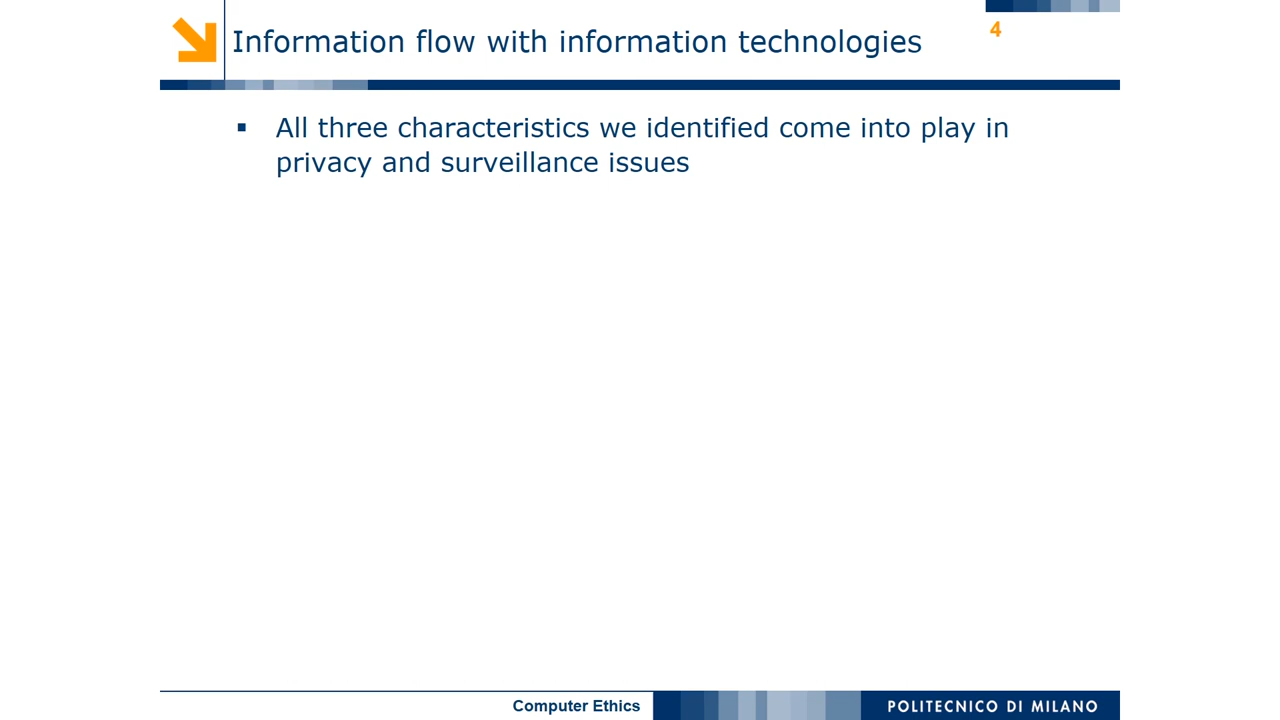 Information flow with information technologies
4
▪ All three characteristics we identified come into play in
privacy and surveillance issues
Computer Ethics
POLITECNICO DI MILANO